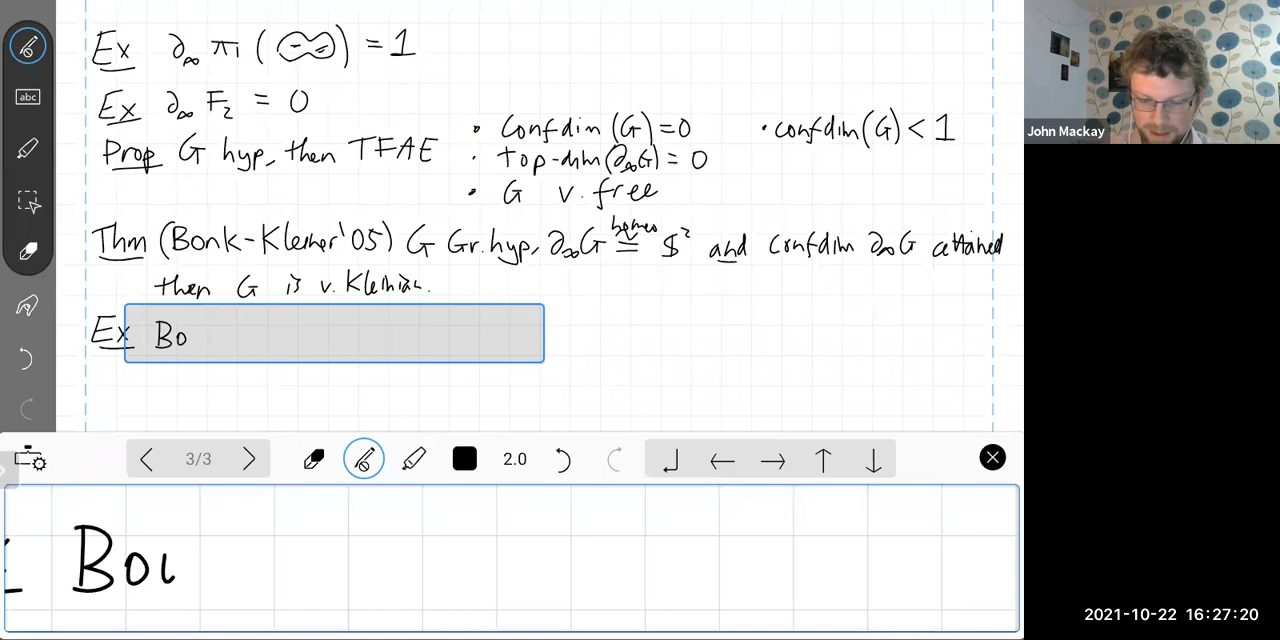 Ex ∂∞ π1 ( ) = 1
Ex ∂∞ F2 = 0
Prop G hyp, then TFAE
• Confdim (G) = 0
• confdim(G) < 1
• top-dim(∂∞G) = 0
• G v. free
Thm (Bonk-Kleiner '05) G Gr. hyp, ∂∞G homeo ≅ S² and confdim ∂∞G attained
then G is v. Kleinian.
Ex Bo
John Mackay
abc
3/3
2.0
Bou
2021-10-22 16:27:20